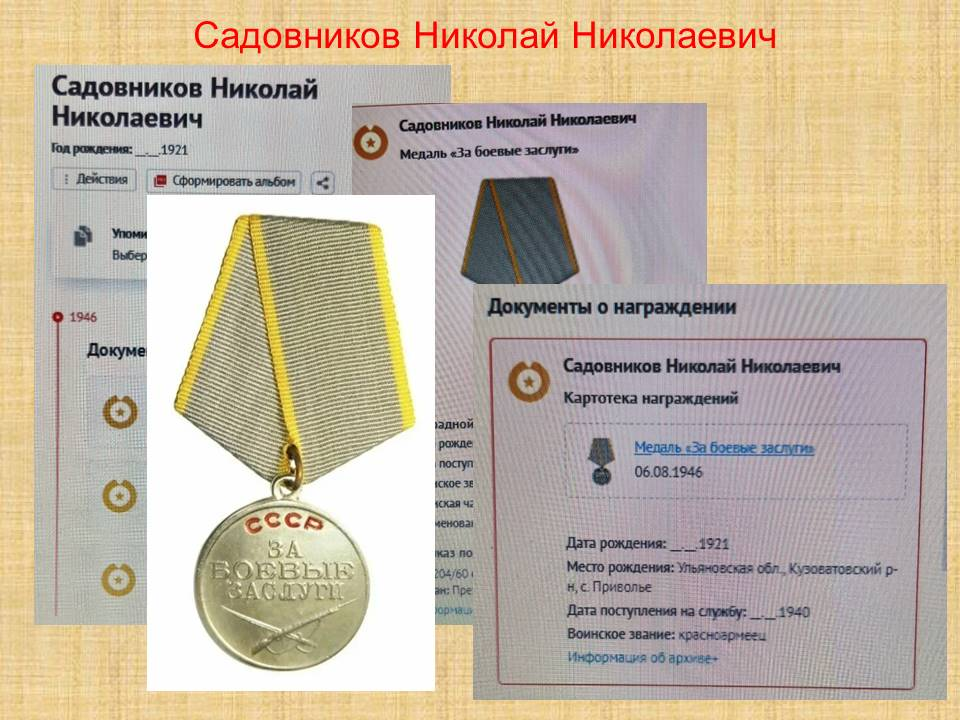 Садовников Николай Николаевич
Садовников Николай
Николаевич
Год рождения: __.__.1921
Действия
Сформировать альбом
1946
Садовников Николай Николаевич
Медаль «За боевые заслуги»
СССР
ЗА
БОЕВЫЕ
ЗАСЛУГИ
Документы о награждении
Садовников Николай Николаевич
Картотека награждений
Медаль «За боевые заслуги»
06.08.1946
Дата рождения: __.__.1921
Место рождения: Ульяновская обл., Кузоватовский р-
н, с. Приволье
Дата поступления на службу: __.__.1940
Воинское звание: красноармеец
Информация об архиве+